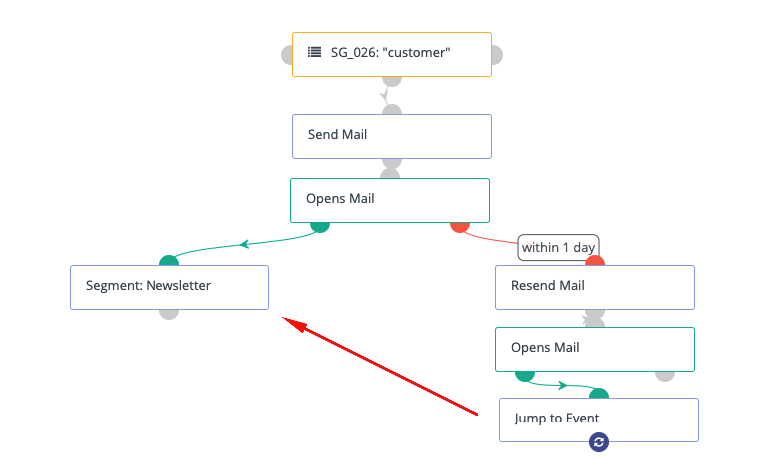 SG_026: "customer"
Send Mail
Opens Mail
within 1 day
Segment: Newsletter
Resend Mail
Opens Mail
Jump to Event